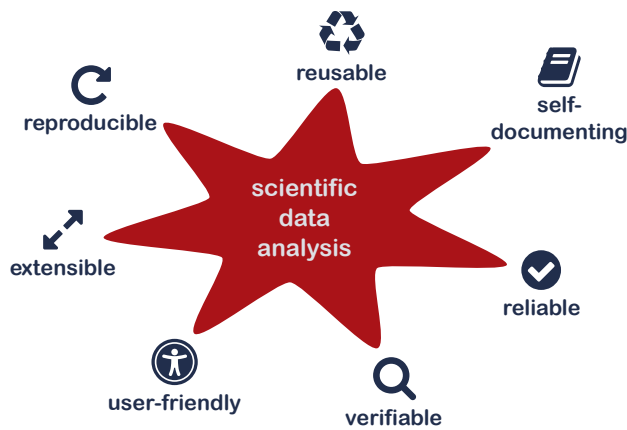 reusable
self-
documenting
reproducible
scientific
data
analysis
extensible
reliable
user-friendly
verifiable